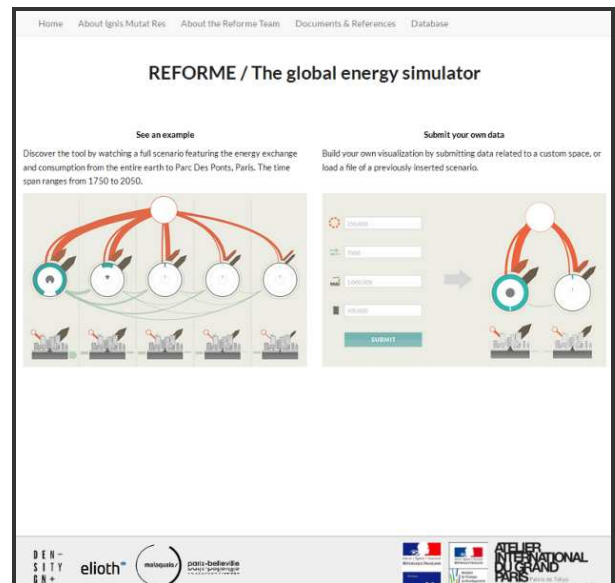 Home About Ignis Mutat Res About the Reforme Team Documents & References Database
REFORME / The global energy simulator
See an example
Discover the tool by watching a full scenario featuring the energy exchange
and consumption from the entire earth to Parc Des Ponts, Paris. The time
span ranges from 1750 to 2050.
Submit your own data
Build your own visualization by submitting data related to a custom space, or
load a file of a previously inserted scenario.
SUBMIT
DEN-
SITY
GN+
elioth
malaquais
paris-belleville
ATELIER
INTERNATIONAL
DU GRAND
PARIS Palais de Tokyo